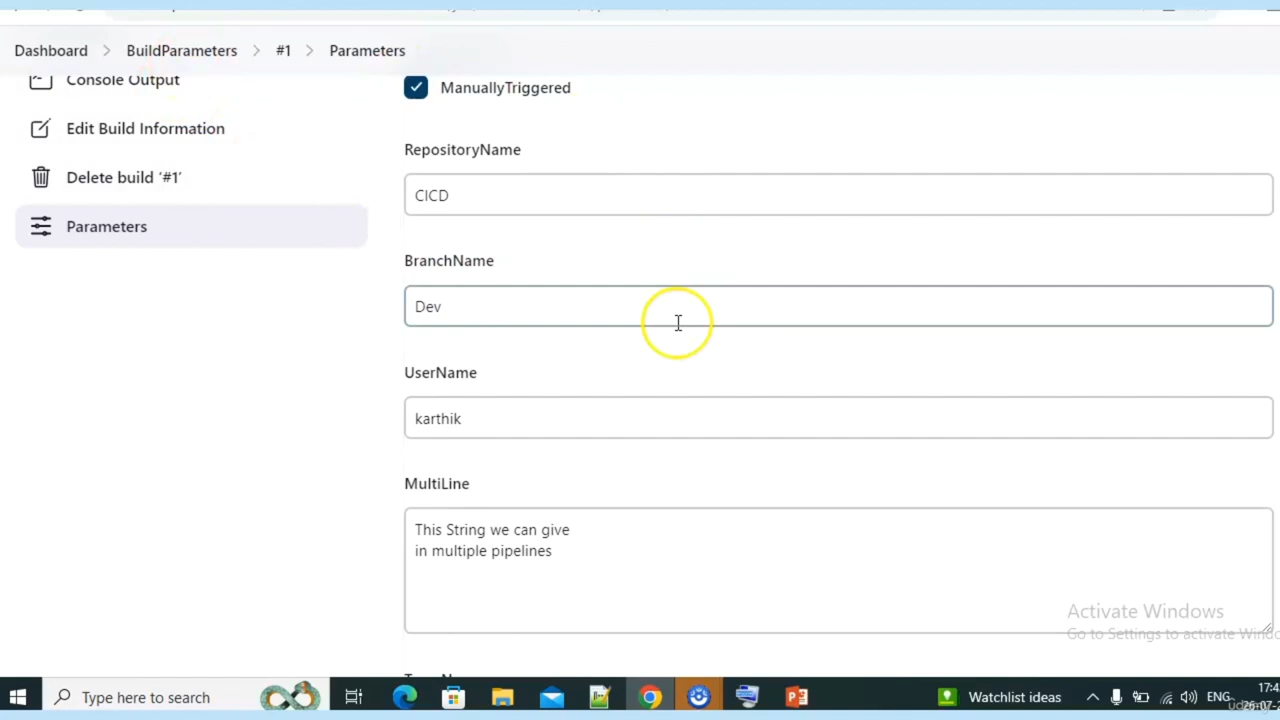 Dashboard > BuildParameters > #1 > Parameters
Console Output
Edit Build Information
Delete build '#1'
Parameters
ManuallyTriggered
RepositoryName
CICD
BranchName
Dev
UserName
karthik
MultiLine
This String we can give
in multiple pipelines
Activate Windows
Go to Settings to activate
Type here to search
Watchlist ideas
ENG